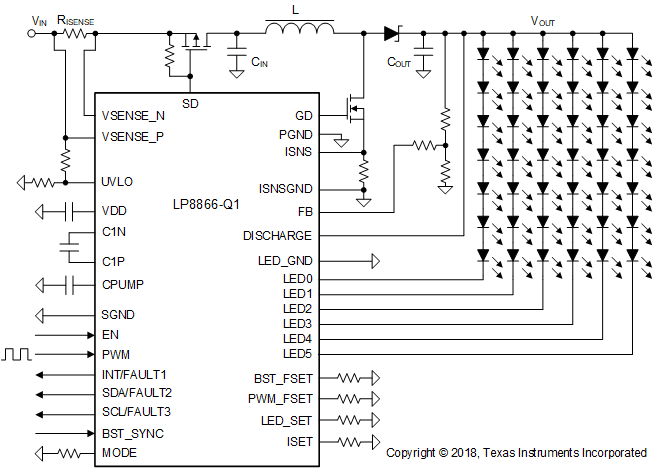 VIN
RISENSE
L
VOUT
CIN
COUT
SD
VSENSE_N
GD
VSENSE_P
PGND
ISNS
UVLO
ISNSGND
LP8866-Q1
VDD
FB
C1N
DISCHARGE
C1P
LED_GND
CPUMP
LED0
LED1
SGND
LED2
EN
LED3
PWM
LED4
LED5
INT/FAULT1
BST_FSET
SDA/FAULT2
PWM_FSET
SCL/FAULT3
LED_SET
BST_SYNC
ISET
MODE
Copyright © 2018, Texas Instruments Incorporated